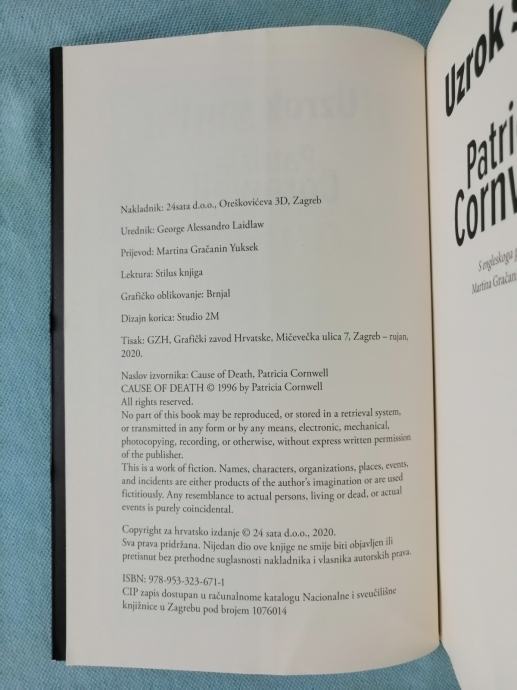 Nakladnik: 24sata d.o.o., Oreškovićeva 3D, Zagreb
Urednik: George Alessandro Laidlaw
Prijevod: Martina Gračanin Yuksek
Lektura: Stilus knjiga
Grafičko oblikovanje: Brnjal
Dizajn korica: Studio 2M
Tisak: GZH, Grafički zavod Hrvatske, Mičevečka ulica 7, Zagreb – rujan,
2020.
Naslov izvornika: Cause of Death, Patricia Cornwell
CAUSE OF DEATH © 1996 by Patricia Cornwell
All rights reserved.
No part of this book may be reproduced, or stored in a retrieval system,
or transmitted in any form or by any means, electronic, mechanical,
photocopying, recording, or otherwise, without express written permission
of the publisher.
This is a work of fiction. Names, characters, organizations, places, events,
and incidents are either products of the author's imagination or are used
fictitiously. Any resemblance to actual persons, living or dead, or actual
events is purely coincidental.
Copyright za hrvatsko izdanje © 24 sata d.o.o., 2020.
Sva prava pridržana. Nijedan dio ove knjige ne smije biti objavljen ili
pretisnut bez prethodne suglasnosti nakladnika i vlasnika autorskih prava.
ISBN: 978-953-323-671-1
CIP zapis dostupan u računalnome katalogu Nacionalne i sveučilišne
knjižnice u Zagrebu pod brojem 1076014
Uzrok
Patri
Cornw
S engleskoga
Martina Gračan